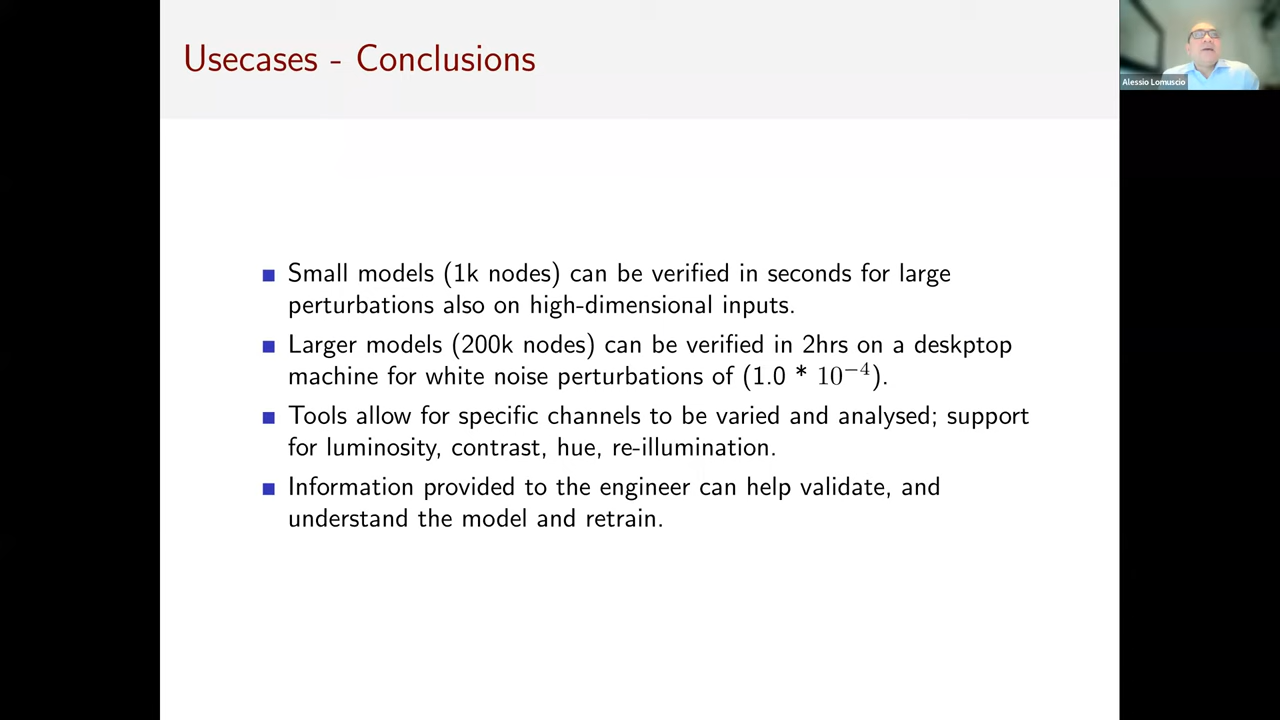 Usecases - Conclusions
Alessio Lomuscio
■ Small models (1k nodes) can be verified in seconds for large
perturbations also on high-dimensional inputs.
■ Larger models (200k nodes) can be verified in 2hrs on a deskptop
machine for white noise perturbations of (1.0 * 10⁻⁴).
■ Tools allow for specific channels to be varied and analysed; support
for luminosity, contrast, hue, re-illumination.
■ Information provided to the engineer can help validate, and
understand the model and retrain.